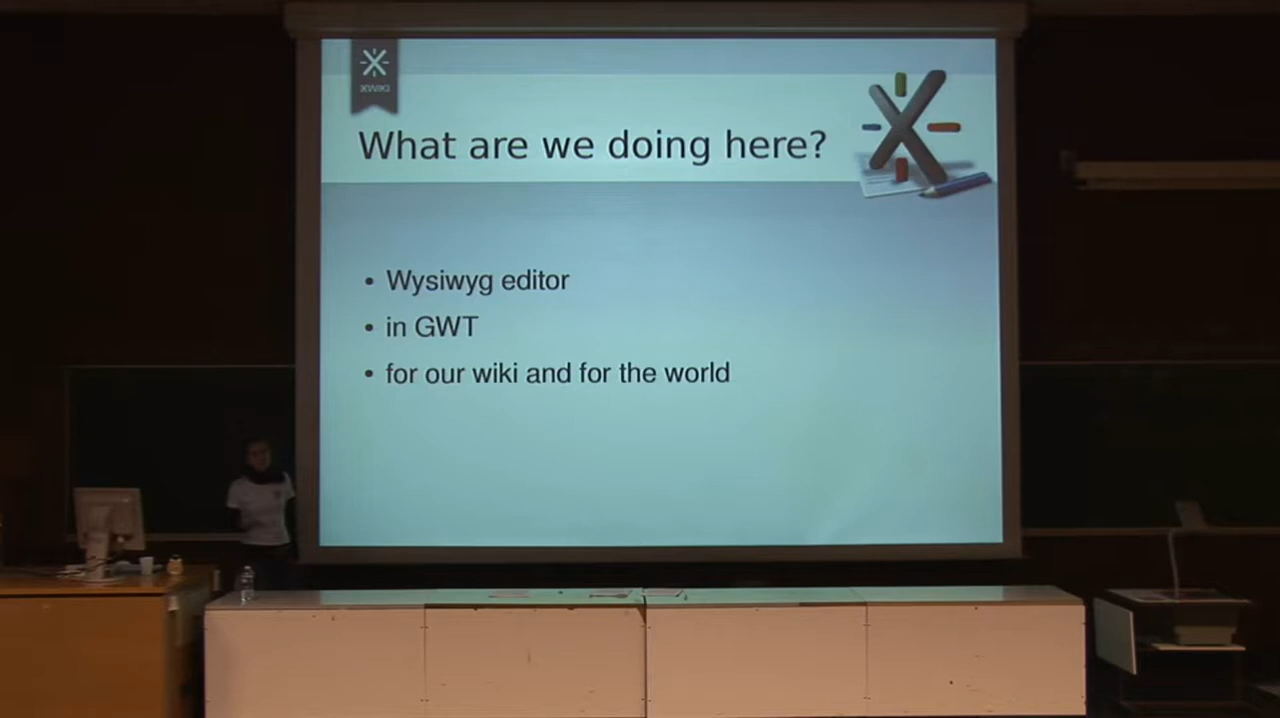 XWIKI
What are we doing here?
• Wysiwyg editor
• in GWT
• for our wiki and for the world